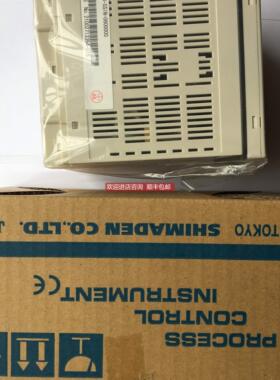 欢迎进店咨询 顺丰包邮
TOKYO SHIMADEN CO.,LTD. J
PROCESS
CONTROL
INSTRUMENT CE